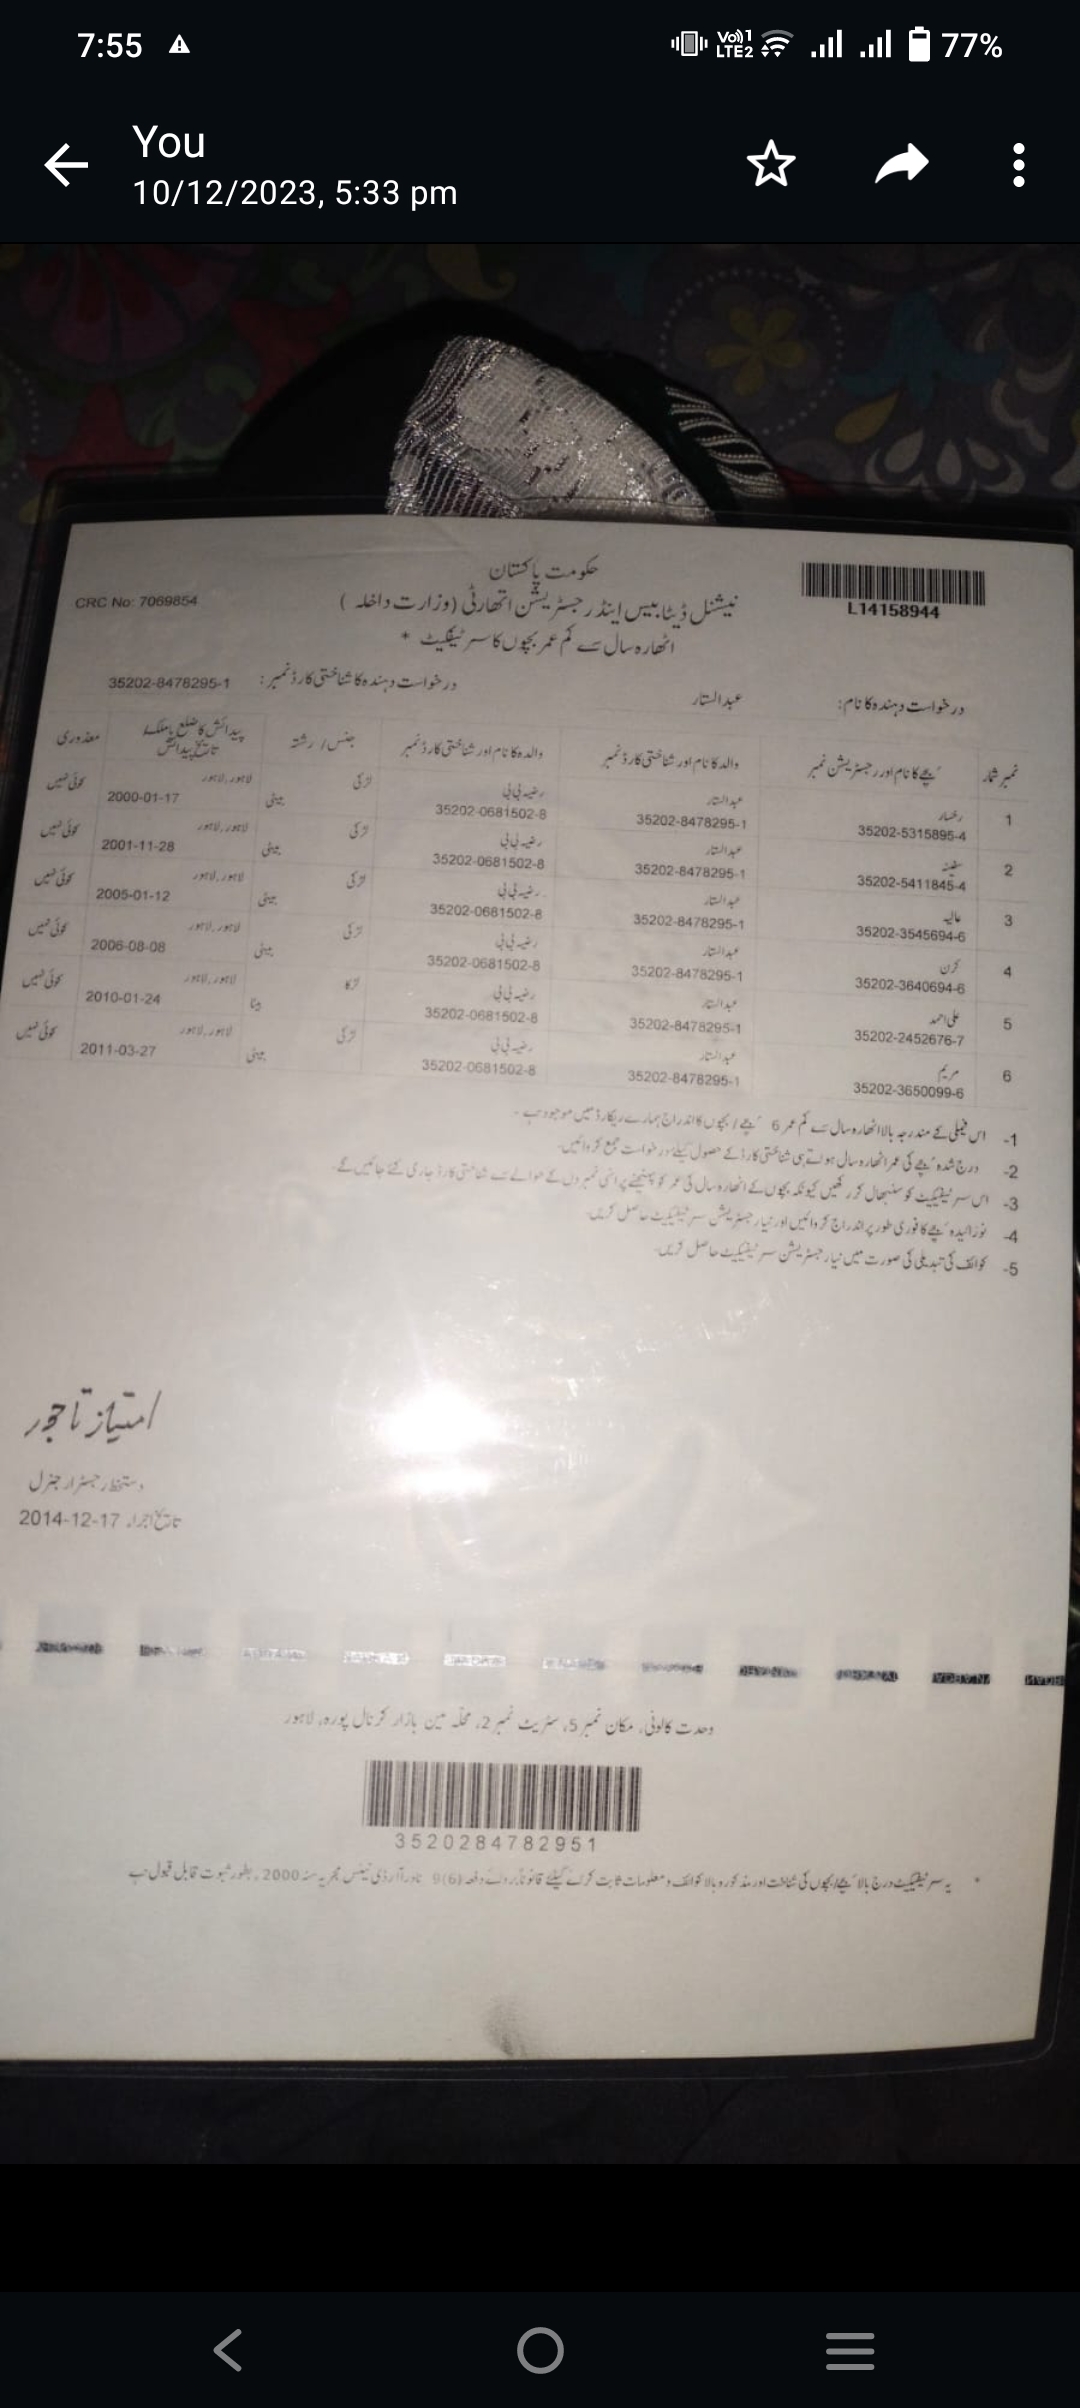 7:55
Vo)) 1
LTE2
77%
You
10/12/2023, 5:33 pm
حکومت پاکستان
CRC No: 7069854
نیشنل ڈیٹا بیس اینڈ رجسٹریشن اتھارٹی (وزارت داخلہ )
L14158944
اٹھارہ سال سے کم عمر بچوں کا سرٹیفکیٹ *
درخواست دہندہ کا نام: عبدالستار
درخواست دہندہ کا شناختی کارڈ نمبر: 35202-8478295-1
نمبر شمار بچے کا نام اور رجسٹریشن نمبر والد کا نام اور شناختی کارڈ نمبر والدہ کا نام اور شناختی کارڈ نمبر جنس / رشتہ پیدائش کا ضلع یا ملک، تاریخ پیدائش معذوری
1 رخسار عبدالستار رضیہ بی بی لڑکی لاہور، لاہور کوئی نہیں
35202-5315895-4 35202-8478295-1 35202-0681502-8 بیٹی 2000-01-17
2 سفینہ عبدالستار رضیہ بی بی لڑکی لاہور، لاہور کوئی نہیں
35202-5411845-4 35202-8478295-1 35202-0681502-8 بیٹی 2001-11-28
3 عالیہ عبدالستار رضیہ بی بی لڑکی لاہور، لاہور کوئی نہیں
35202-3545694-6 35202-8478295-1 35202-0681502-8 بیٹی 2005-01-12
4 کرن عبدالستار رضیہ بی بی لڑکی لاہور، لاہور کوئی نہیں
35202-3640694-6 35202-8478295-1 35202-0681502-8 بیٹی 2006-08-08
5 علی احمد عبدالستار رضیہ بی بی لڑکا لاہور، لاہور کوئی نہیں
35202-2452676-7 35202-8478295-1 35202-0681502-8 بیٹا 2010-01-24
6 مریم عبدالستار رضیہ بی بی لڑکی لاہور، لاہور کوئی نہیں
35202-3650099-6 35202-8478295-1 35202-0681502-8 بیٹی 2011-03-27
1- اس فیملی کے مندرجہ بالا اٹھارہ سال سے کم عمر 6 بچے / بچوں کا اندراج ہمارے ریکارڈ میں موجود ہے -
2- درج شدہ بچے کی عمر اٹھارہ سال ہوتے ہی شناختی کارڈ کے حصول کیلئے درخواست جمع کروائیں-
3- اس سرٹیفکیٹ کو سنبھال کر رکھیں کیونکہ بچوں کے اٹھارہ سال کی عمر کو پہنچنے پر انہی نمبروں کے حوالے سے شناختی کارڈ جاری کئے جائیں گے-
4- نوزائیدہ بچے کا فوری طور پر اندراج کروائیں اور نیا رجسٹریشن سرٹیفکیٹ حاصل کریں-
5- کوائف کی تبدیلی کی صورت میں نیا رجسٹریشن سرٹیفکیٹ حاصل کریں-
امتیاز تاجور
دستخط رجسٹرار جنرل
تاریخ اجراء 2014-12-17
وحدت کالونی، مکان نمبر 5، سٹریٹ نمبر 2، محلہ مین بازار کرنال پورہ، لاہور
3520284782951
* یہ سرٹیفکیٹ درج بالا بچے/بچوں کی شناخت اور مذکورہ بالا کوائف و معلومات ثابت کرنے کیلئے قانوناً بروئے دفعہ 9(6) نادرا آرڈی نینس مجریہ سنہ 2000، بطور ثبوت قابل قبول ہے